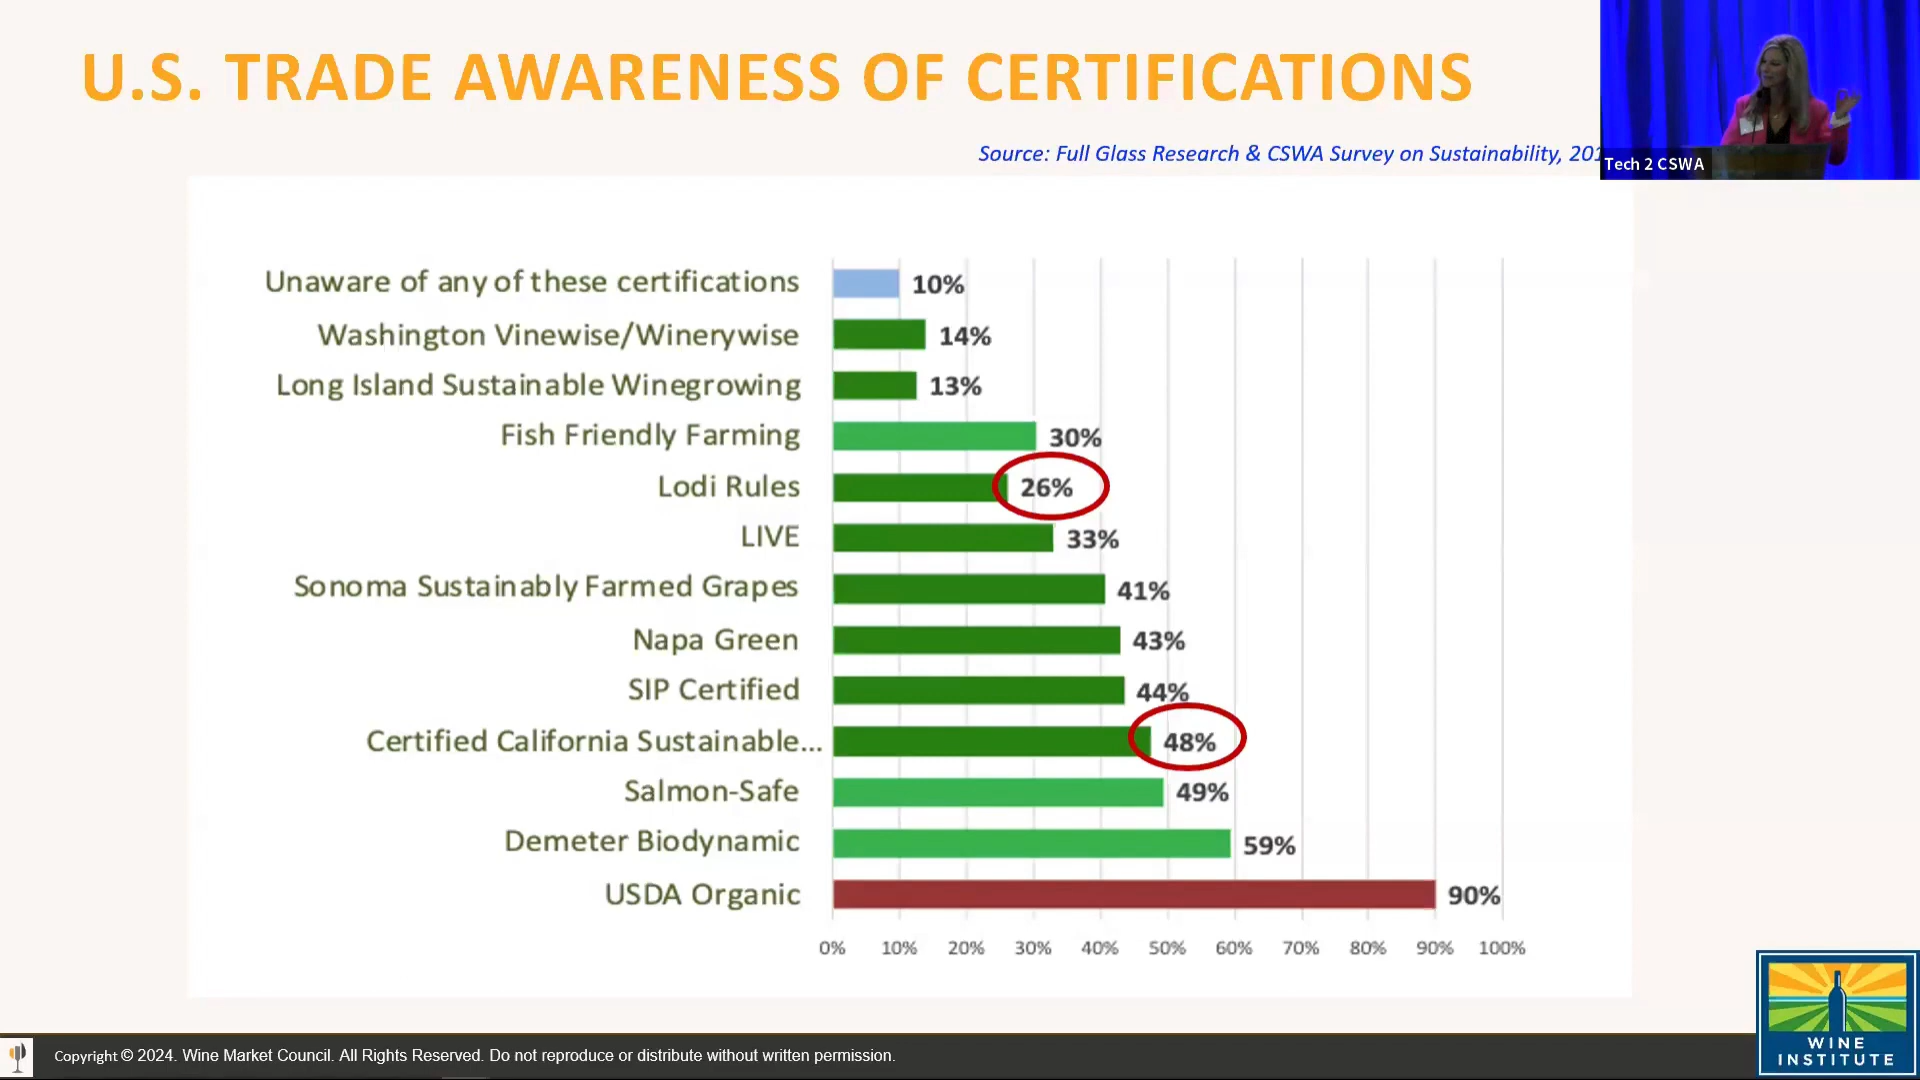 U.S. TRADE AWARENESS OF CERTIFICATIONS
Source: Full Glass Research & CSWA Survey on Sustainability,
Tech 2 CSWA
Unaware of any of these certifications 10%
Washington Vinewise/Winerywise 14%
Long Island Sustainable Winegrowing 13%
Fish Friendly Farming 30%
Lodi Rules 26%
LIVE 33%
Sonoma Sustainably Farmed Grapes 41%
Napa Green 43%
SIP Certified 44%
Certified California Sustainable... 48%
Salmon-Safe 49%
Demeter Biodynamic 59%
USDA Organic 90%
0% 10% 20% 30% 40% 50% 60% 70% 80% 90% 100%
Copyright © 2024. Wine Market Council. All Rights Reserved. Do not reproduce or distribute without written permission.
WINE
INSTITUTE